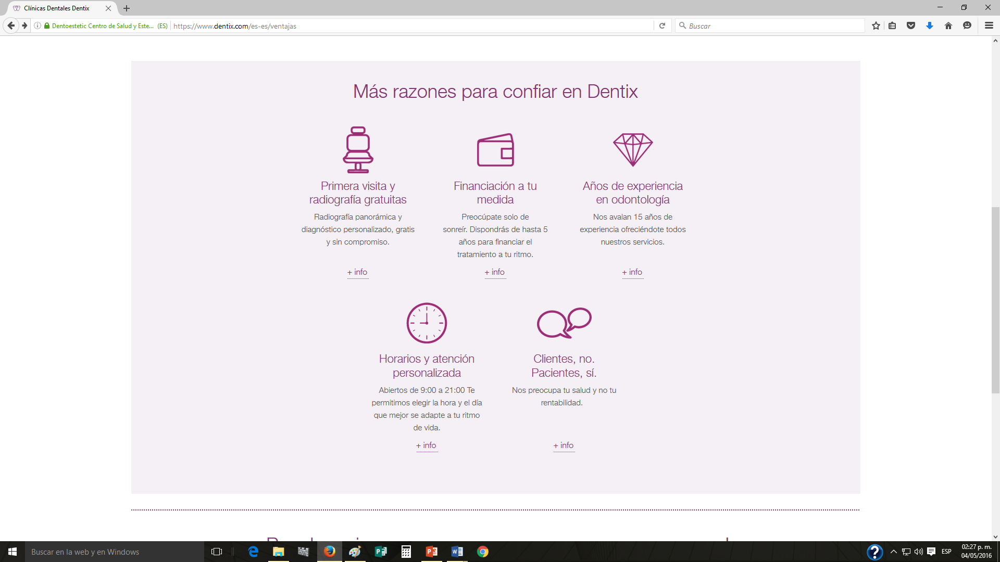 Clínicas Dentales Dentix
Dentoestetic Centro de Salud y Este... (ES)
https://www.dentix.com/es-es/ventajas
Buscar
Más razones para confiar en Dentix
Primera visita y
radiografía gratuitas
Radiografía panorámica y
diagnóstico personalizado, gratis
y sin compromiso.
+ info
Financiación a tu
medida
Preocúpate solo de
sonreír. Dispondrás de hasta 5
años para financiar el
tratamiento a tu ritmo.
+ info
Años de experiencia
en odontología
Nos avalan 15 años de
experiencia ofreciéndote todos
nuestros servicios.
+ info
Horarios y atención
personalizada
Abiertos de 9:00 a 21:00 Te
permitimos elegir la hora y el día
que mejor se adapte a tu ritmo
de vida.
+ info
Clientes, no.
Pacientes, sí.
Nos preocupa tu salud y no tu
rentabilidad.
+ info
Buscar en la web y en Windows
ESP
02:27 p. m.
04/05/2016